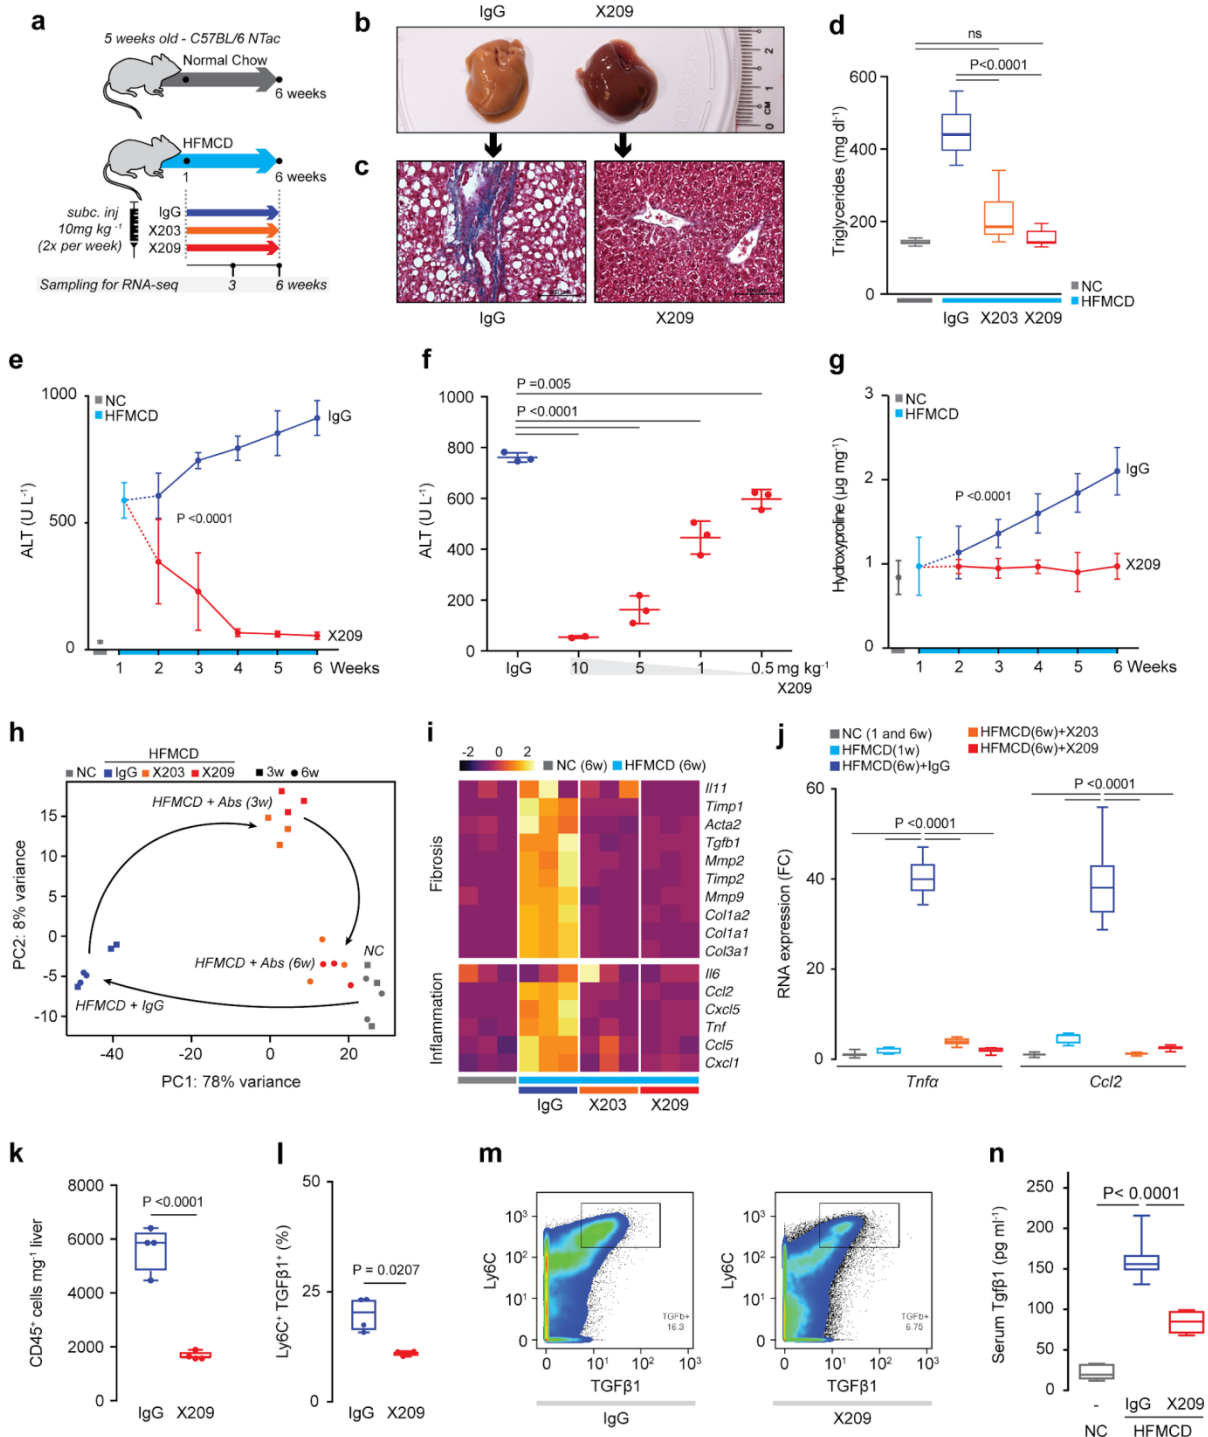 a
5 weeks old - C57BL/6 NTac
Normal Chow
6 weeks
HFMCD
1
6 weeks
subc. inj
10mg kg⁻¹
(2x per week)
IgG
X203
X209
Sampling for RNA-seq
3
6 weeks
b
IgG
X209
2
1
0 CM
c
IgG
X209
d
ns
P<0.0001
600
400
200
0
Triglycerides (mg dl⁻¹)
NC
HFMCD
IgG X203 X209
e
1000
500
0
ALT (U L⁻¹)
NC
HFMCD
IgG
P <0.0001
X209
1 2 3 4 5 6 Weeks
f
P =0.005
P <0.0001
1000
800
600
400
200
0
ALT (U L⁻¹)
IgG 10 5 1 0.5 mg kg⁻¹
X209
g
3
2
1
0
Hydroxyproline (µg mg⁻¹)
NC
HFMCD
IgG
P <0.0001
X209
1 2 3 4 5 6 Weeks
h
HFMCD
NC IgG X203 X209 3w 6w
HFMCD + Abs (3w)
15
10
5
0
-5
-10
PC2: 8% variance
NC
HFMCD + Abs (6w)
HFMCD + IgG
-40 -20 0 20
PC1: 78% variance
i
-2 0 2
NC (6w) HFMCD (6w)
Fibrosis
Il11
Timp1
Acta2
Tgfb1
Mmp2
Timp2
Mmp9
Col1a2
Col1a1
Col3a1
Inflammation
Il6
Ccl2
Cxcl5
Tnf
Ccl5
Cxcl1
IgG X203 X209
j
NC (1 and 6w)
HFMCD(1w)
HFMCD(6w)+IgG
HFMCD(6w)+X203
HFMCD(6w)+X209
P <0.0001
P <0.0001
60
40
20
0
RNA expression (FC)
Tnfα Ccl2
k
8000
6000
4000
2000
0
CD45⁺ cells mg⁻¹ liver
P <0.0001
IgG X209
l
50
25
0
Ly6C⁺ TGFβ1⁺ (%)
P = 0.0207
IgG X209
m
10³
10²
10¹
0
Ly6C
TGFb+
16.3
0 10¹ 10² 10³
TGFβ1
IgG
10³
10²
10¹
0
Ly6C
TGFb+
6.75
0 10¹ 10² 10³
TGFβ1
X209
n
250
200
150
100
50
0
Serum Tgfβ1 (pg ml⁻¹)
P< 0.0001
- IgG X209
NC HFMCD